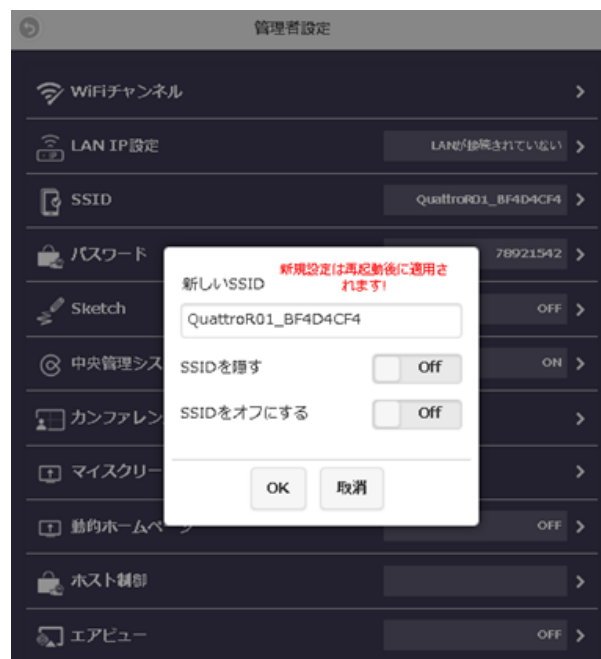 管理者設定
WiFiチャンネル
LAN IP設定
LANが接続されていない
SSID
QuattroR01_BF4D4CF4
パスワード
78921542
Sketch
OFF
中央管理シス
ON
カンファレン
マイスクリー
動的ホームページ
OFF
ホスト制御
エアビュー
OFF
新しいSSID
新規設定は再起動後に適用さ
れます!
QuattroR01_BF4D4CF4
SSIDを隠す
Off
SSIDをオフにする
Off
OK
取消